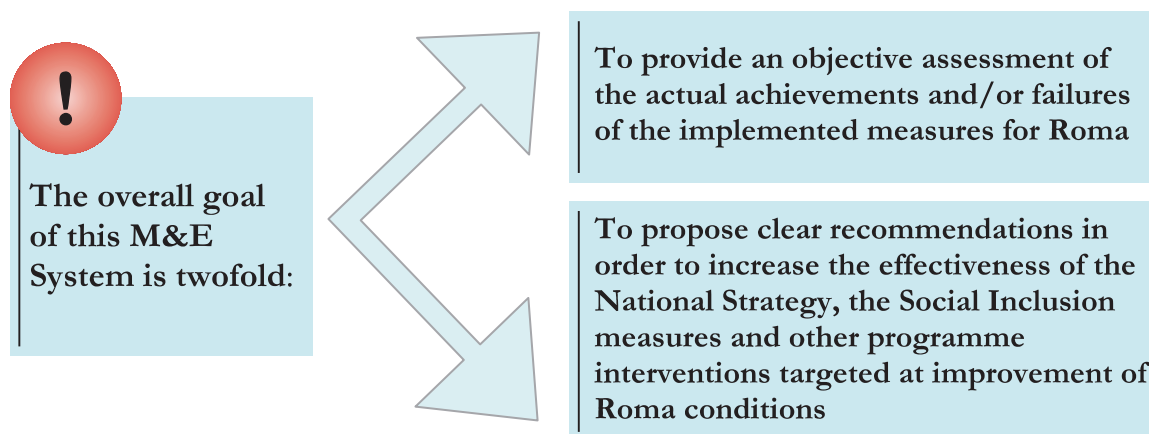 !
The overall goal
of this M&E
System is twofold:
To provide an objective assessment of
the actual achievements and/or failures
of the implemented measures for Roma
To propose clear recommendations in
order to increase the effectiveness of the
National Strategy, the Social Inclusion
measures and other programme
interventions targeted at improvement of
Roma conditions